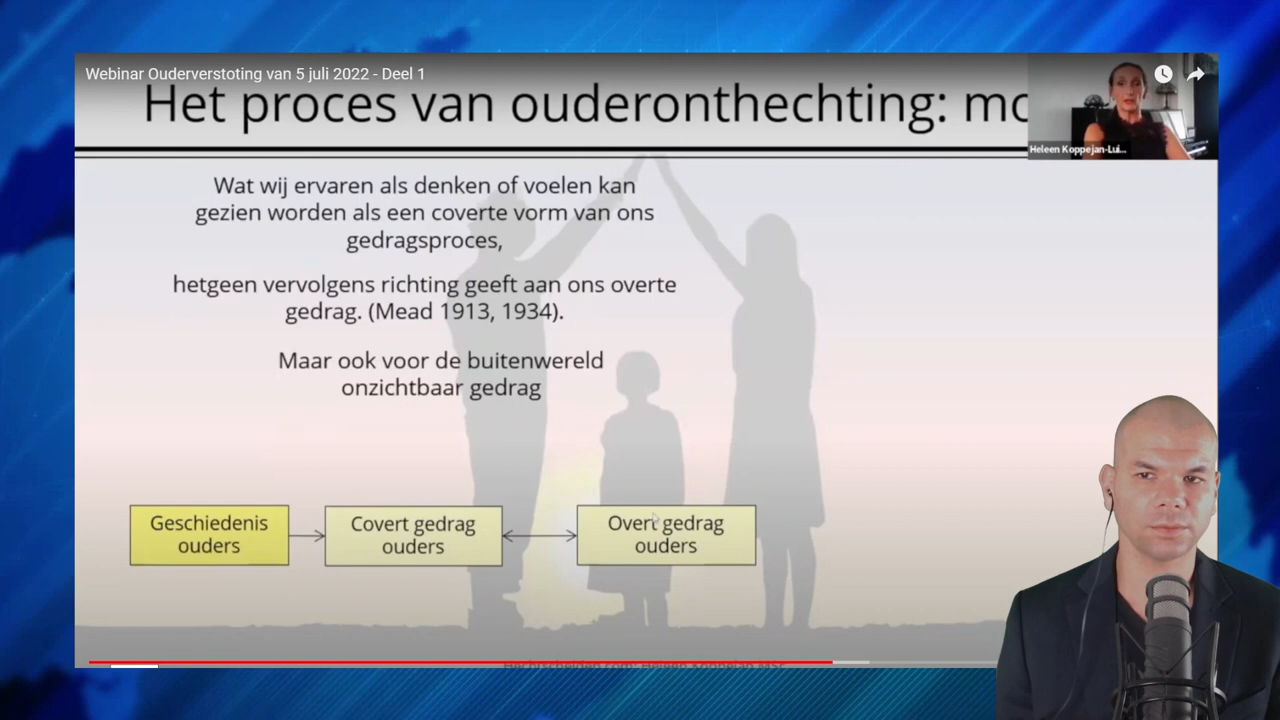 Webinar Ouderverstoting van 5 juli 2022 - Deel 1
Het proces van ouderonthechting:
Heleen Koppejan-Lui...
Wat wij ervaren als denken of voelen kan
gezien worden als een coverte vorm van ons
gedragsproces,
hetgeen vervolgens richting geeft aan ons overte
gedrag. (Mead 1913, 1934).
Maar ook voor de buitenwereld
onzichtbaar gedrag
Geschiedenis
ouders
Covert gedrag
ouders
Overt gedrag
ouders
Heleen Koppejan